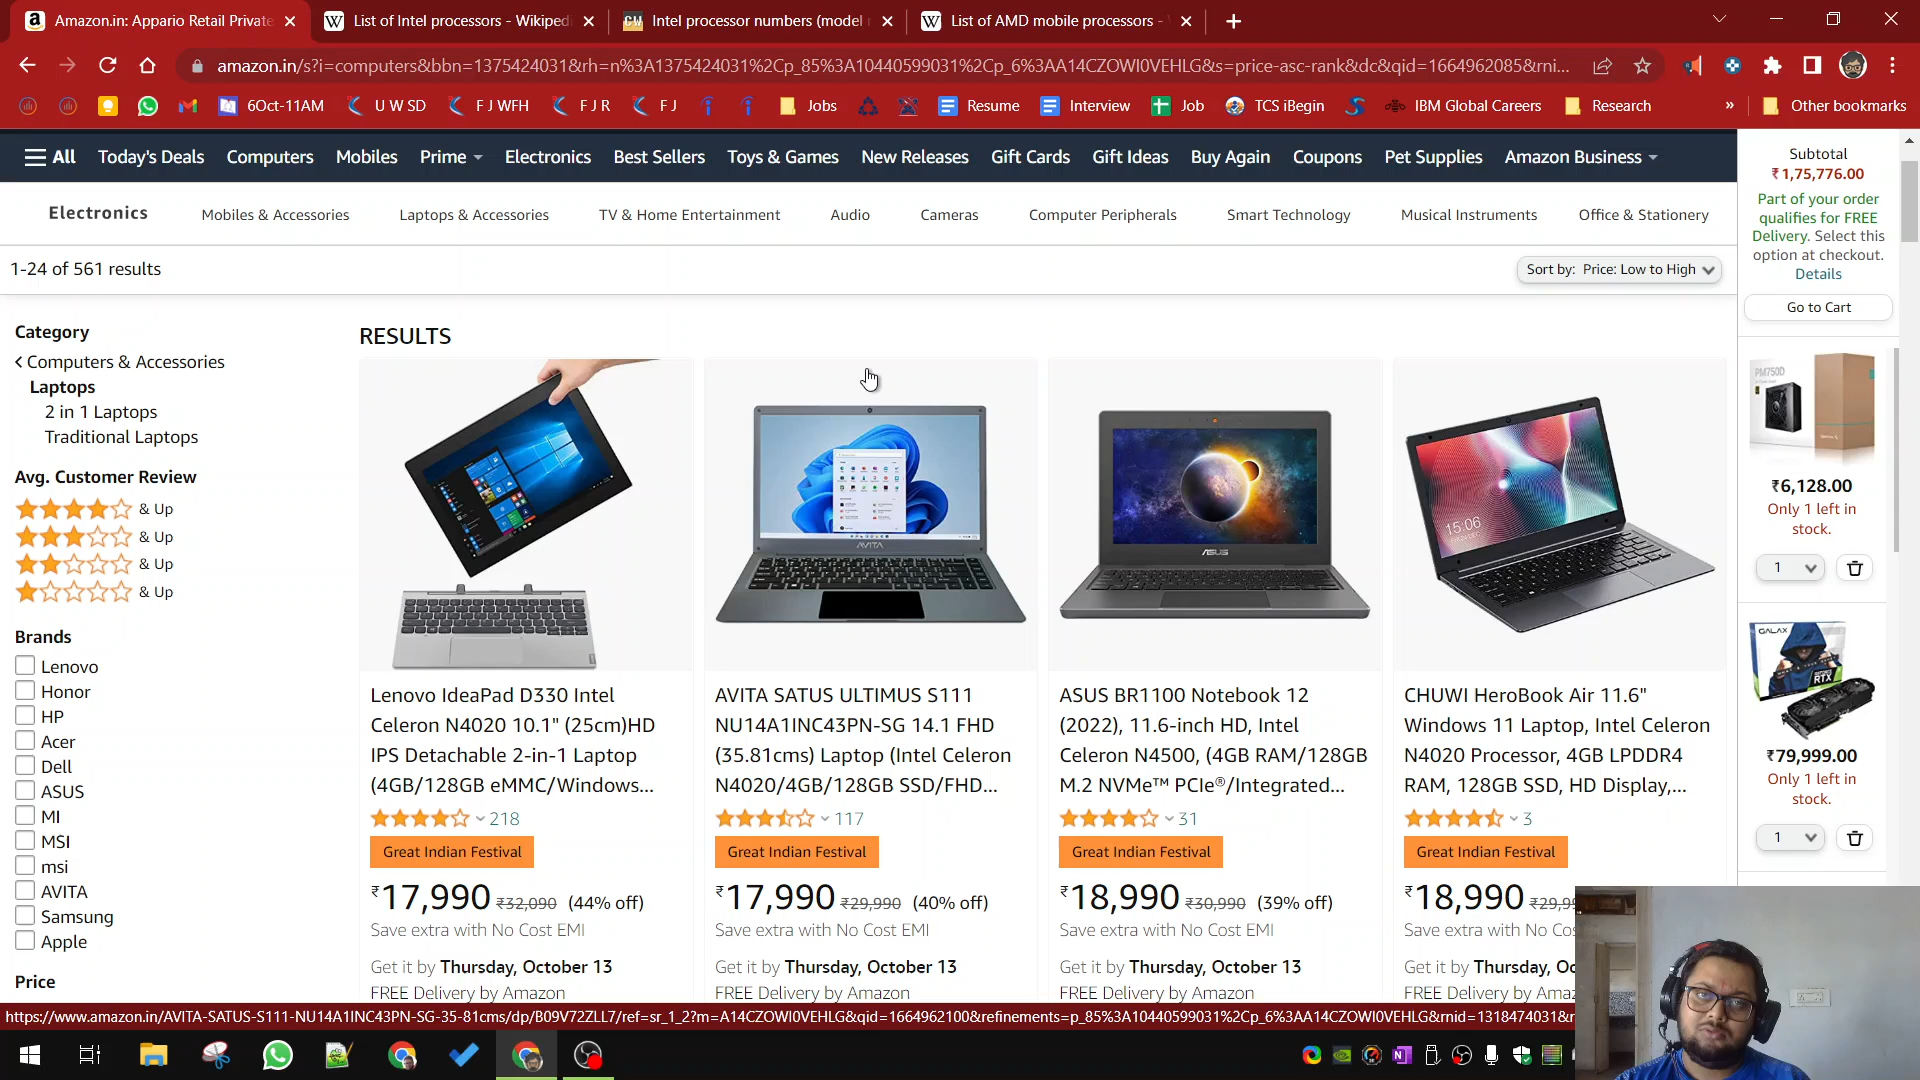 Amazon.in: Appario Retail Private
List of Intel processors - Wikiped
Intel processor numbers (model
List of AMD mobile processors -
amazon.in/s?i=computers&bbn=1375424031&rh=n%3A1375424031%2Cp_85%3A10440599031%2Cp_6%3AA14CZOWI0VEHLG&s=price-asc-rank&dc&qid=1664962085&rni...
6Oct-11AM
U W SD
F J WFH
F J R
F J
Jobs
Resume
Interview
Job
TCS iBegin
IBM Global Careers
Research
»
Other bookmarks
All
Today's Deals
Computers
Mobiles
Prime
Electronics
Best Sellers
Toys & Games
New Releases
Gift Cards
Gift Ideas
Buy Again
Coupons
Pet Supplies
Amazon Business
Electronics
Mobiles & Accessories
Laptops & Accessories
TV & Home Entertainment
Audio
Cameras
Computer Peripherals
Smart Technology
Musical Instruments
Office & Stationery
1-24 of 561 results
Sort by: Price: Low to High
Category
Computers & Accessories
Laptops
2 in 1 Laptops
Traditional Laptops
Avg. Customer Review
& Up
& Up
& Up
& Up
Brands
Lenovo
Honor
HP
Acer
Dell
ASUS
MI
MSI
msi
AVITA
Samsung
Apple
Price
RESULTS
Lenovo IdeaPad D330 Intel
Celeron N4020 10.1" (25cm)HD
IPS Detachable 2-in-1 Laptop
(4GB/128GB eMMC/Windows...
218
Great Indian Festival
₹17,990 ₹32,090 (44% off)
Save extra with No Cost EMI
Get it by Thursday, October 13
FREE Delivery by Amazon
AVITA
AVITA SATUS ULTIMUS S111
NU14A1INC43PN-SG 14.1 FHD
(35.81cms) Laptop (Intel Celeron
N4020/4GB/128GB SSD/FHD...
117
Great Indian Festival
₹17,990 ₹29,990 (40% off)
Save extra with No Cost EMI
Get it by Thursday, October 13
FREE Delivery by Amazon
ASUS
ASUS BR1100 Notebook 12
(2022), 11.6-inch HD, Intel
Celeron N4500, (4GB RAM/128GB
M.2 NVMe™ PCIe®/Integrated...
31
Great Indian Festival
₹18,990 ₹30,990 (39% off)
Save extra with No Cost EMI
Get it by Thursday, October 13
FREE Delivery by Amazon
15:06
CHUWI HeroBook Air 11.6"
Windows 11 Laptop, Intel Celeron
N4020 Processor, 4GB LPDDR4
RAM, 128GB SSD, HD Display,...
3
Great Indian Festival
₹18,990 ₹29,99
Save extra with No Cos
Get it by Thursday, Oc
FREE Delivery by Ama
Subtotal
₹1,75,776.00
Part of your order
qualifies for FREE
Delivery. Select this
option at checkout.
Details
Go to Cart
PM750D
₹6,128.00
Only 1 left in
stock.
1
GALAX
RTX
₹79,999.00
Only 1 left in
stock.
1
https://www.amazon.in/AVITA-SATUS-S111-NU14A1INC43PN-SG-35-81cms/dp/B09V72ZLL7/ref=sr_1_2?m=A14CZOWI0VEHLG&qid=1664962100&refinements=p_85%3A10440599031%2Cp_6%3AA14CZOWI0VEHLG&rnid=1318474031&r